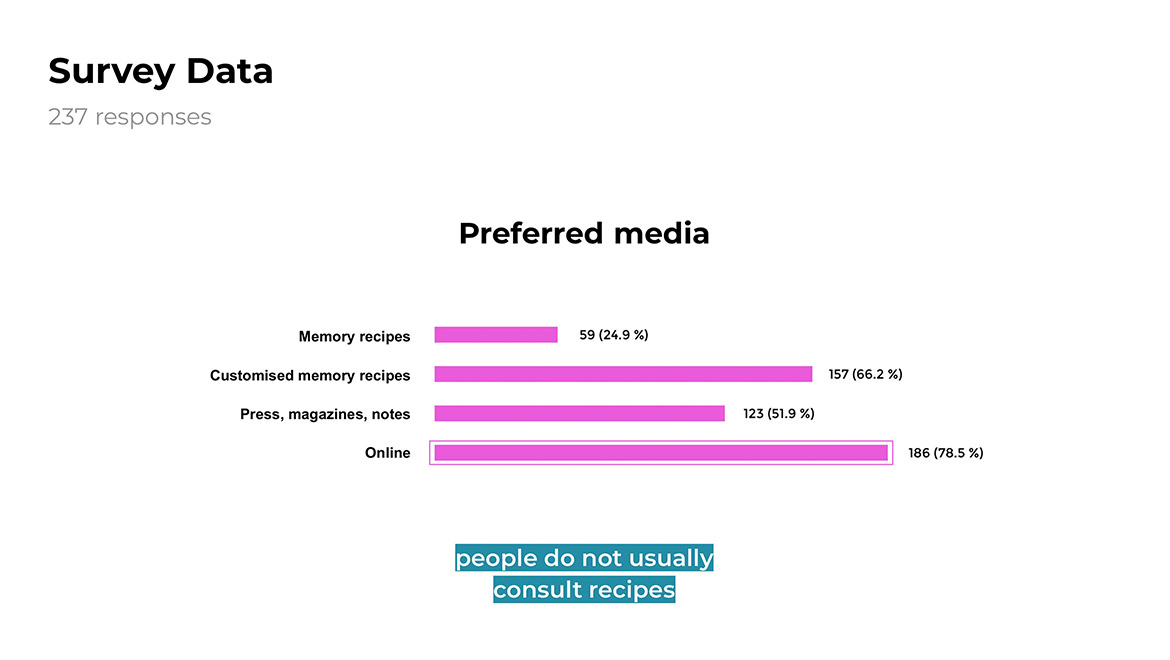 Survey Data
237 responses
Preferred media
Memory recipes 59 (24.9 %)
Customised memory recipes 157 (66.2 %)
Press, magazines, notes 123 (51.9 %)
Online 186 (78.5 %)
people do not usually
consult recipes